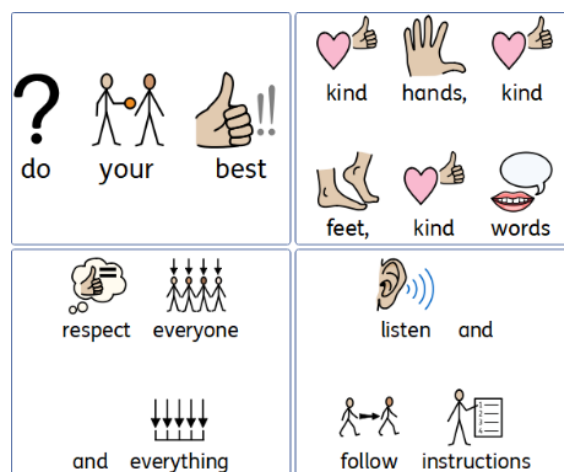 do your best
kind hands, kind
feet, kind words
respect everyone
and everything
listen and
follow instructions